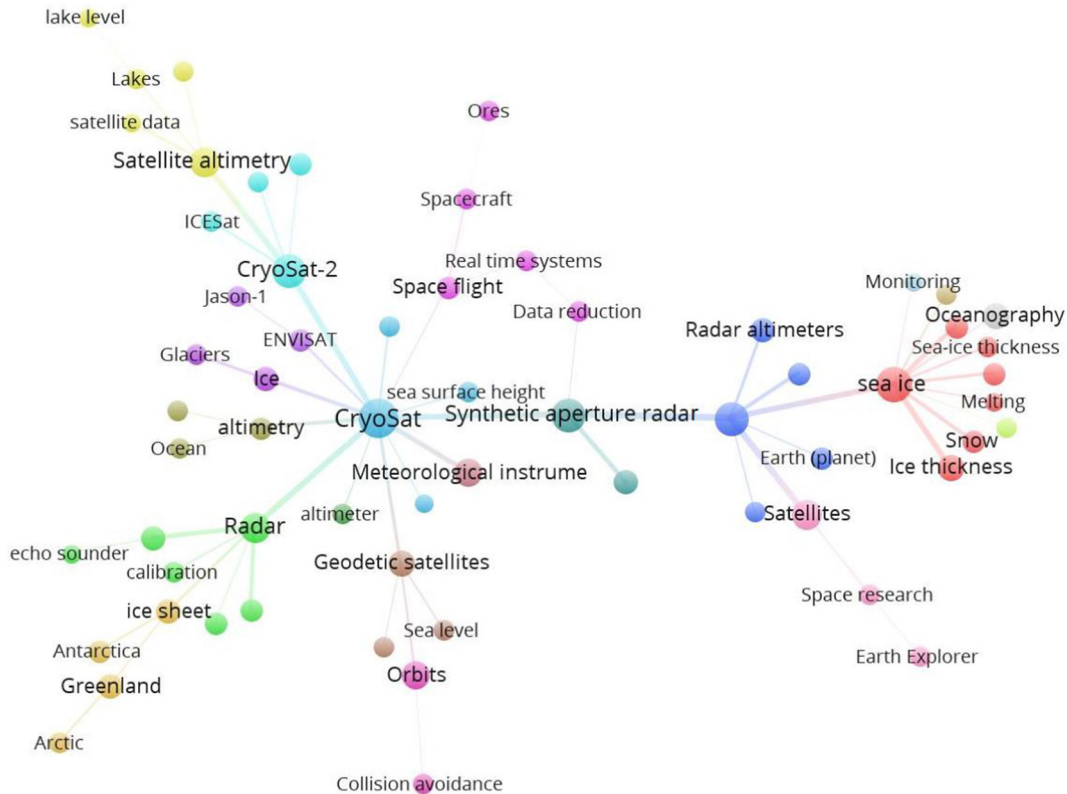 lake level
Lakes
satellite data
Satellite altimetry
Ores
Spacecraft
ICESat
CryoSat-2
Real time systems
Space flight
Jason-1
Data reduction
Monitoring
Oceanography
Radar altimeters
ENVISAT
Sea-ice thickness
Glaciers
Ice
sea ice
sea surface height
Melting
CryoSat
Synthetic aperture radar
altimetry
Ocean
Snow
Earth (planet)
Ice thickness
Meteorological instrume
altimeter
Satellites
Radar
echo sounder
calibration
Geodetic satellites
ice sheet
Space research
Sea level
Antarctica
Earth Explorer
Greenland
Orbits
Arctic
Collision avoidance